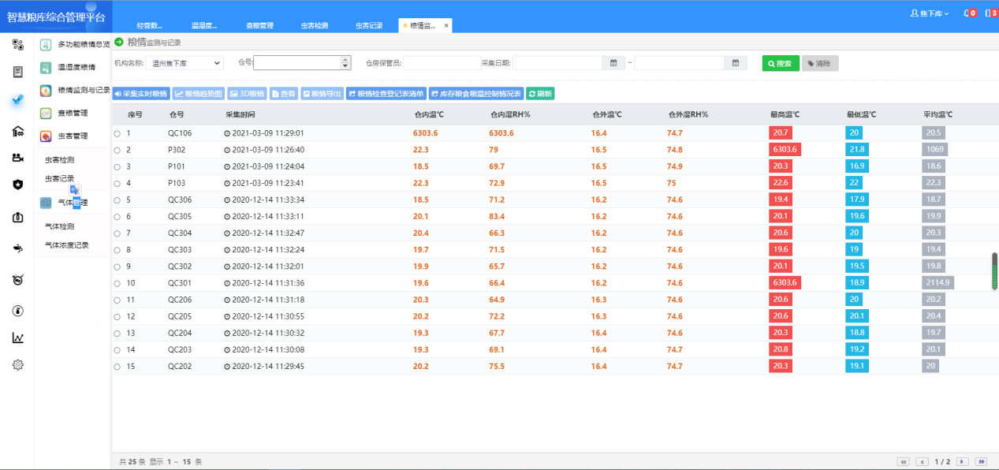 智慧粮库综合管理平台
经营数... 温湿度... 查粮管理 虫害检测 虫害记录 粮情监... ×
焦下库 0 3
多功能粮情总览
温湿度粮情
粮情监测与记录
查粮管理
虫害管理
虫害检测
虫害记录
气体管理
气体检测
气体浓度记录
粮情监测与记录
机构名称: 温州焦下库 仓号: 仓房保管员: 采集日期: ~ 搜索 清除
采集实时粮情 粮情趋势图 3D粮情 查看 粮情导出 粮情检查登记表清单 库存粮食粮温控制情况表 刷新
序号 仓号 采集时间 仓内温℃ 仓内湿RH% 仓外温℃ 仓外湿RH% 最高温℃ 最低温℃ 平均温℃
1 QC106 2021-03-09 11:29:01 6303.6 6303.6 16.4 74.7 20.7 20 20.5
2 P302 2021-03-09 11:26:40 22.3 79 16.5 74.8 6303.6 21.8 1069
3 P101 2021-03-09 11:24:04 18.5 69.7 16.5 74.9 20.3 16.9 18.6
4 P103 2021-03-09 11:23:41 22.3 72.9 16.5 75 22.6 22 22.3
5 QC306 2020-12-14 11:33:34 18.5 71.2 16.2 74.6 19.4 17.9 18.7
6 QC305 2020-12-14 11:33:11 20.1 83.4 16.2 74.6 20.1 19.6 19.9
7 QC304 2020-12-14 11:32:47 20.4 66.3 16.2 74.6 20.6 20 20.3
8 QC303 2020-12-14 11:32:24 19.7 71.5 16.2 74.6 19.6 19 19.4
9 QC302 2020-12-14 11:32:01 19.9 65.7 16.2 74.6 20.1 19.5 19.8
10 QC301 2020-12-14 11:31:36 19.6 66.4 16.2 74.6 6303.6 18.9 2114.9
11 QC206 2020-12-14 11:31:18 20.3 64.9 16.3 74.6 20.6 20 20.2
12 QC205 2020-12-14 11:30:55 20.2 72.2 16.3 74.6 20.6 20.1 20.4
13 QC204 2020-12-14 11:30:32 19.3 67.7 16.4 74.6 20.3 18.8 19.7
14 QC203 2020-12-14 11:30:08 19.3 69.1 16.4 74.7 20.8 19.2 20.1
15 QC202 2020-12-14 11:29:45 20.2 75.5 16.4 74.7 20.3 19.1 20
共 25 条 显示 1 ~ 15 条 1 / 2